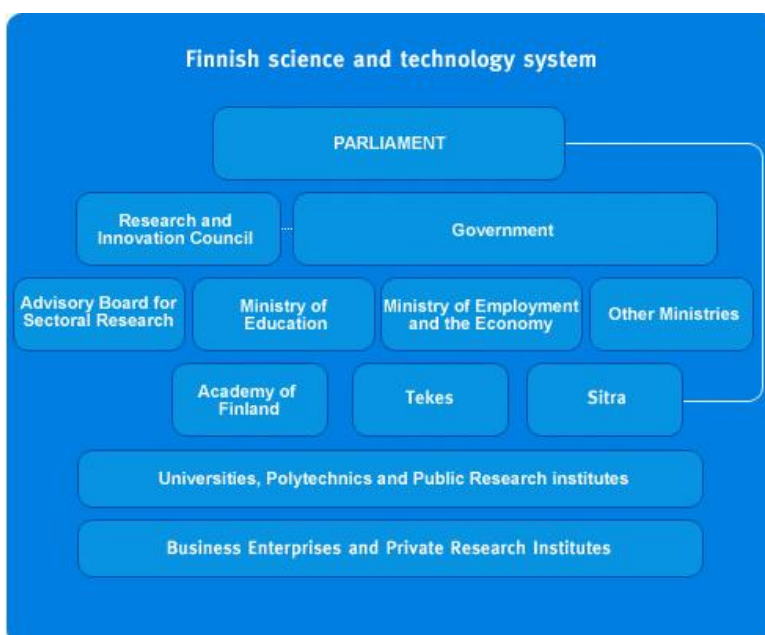 Finnish science and technology system
PARLIAMENT
Research and
Innovation Council
Government
Advisory Board for
Sectoral Research
Ministry of
Education
Ministry of Employment
and the Economy
Other Ministries
Academy of
Finland
Tekes
Sitra
Universities, Polytechnics and Public Research institutes
Business Enterprises and Private Research Institutes